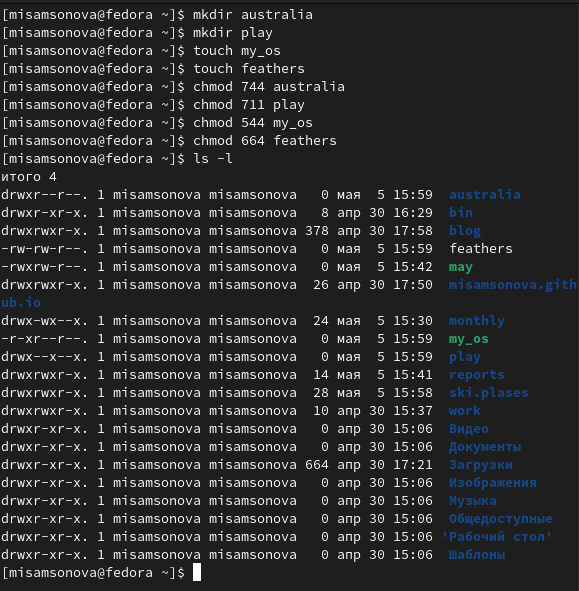 [misamsonova@fedora ~]$ mkdir australia
[misamsonova@fedora ~]$ mkdir play
[misamsonova@fedora ~]$ touch my_os
[misamsonova@fedora ~]$ touch feathers
[misamsonova@fedora ~]$ chmod 744 australia
[misamsonova@fedora ~]$ chmod 711 play
[misamsonova@fedora ~]$ chmod 544 my_os
[misamsonova@fedora ~]$ chmod 664 feathers
[misamsonova@fedora ~]$ ls -l
итого 4
drwxr--r--. 1 misamsonova misamsonova   0 мая  5 15:59  australia
drwxr-xr-x. 1 misamsonova misamsonova   8 апр 30 16:29  bin
drwxrwxr-x. 1 misamsonova misamsonova 378 апр 30 17:58  blog
-rw-rw-r--. 1 misamsonova misamsonova   0 мая  5 15:59  feathers
-rwxrw-r--. 1 misamsonova misamsonova   0 мая  5 15:42  may
drwxrwxr-x. 1 misamsonova misamsonova  26 апр 30 17:50  misamsonova.gith
ub.io
drwx-wx--x. 1 misamsonova misamsonova  24 мая  5 15:30  monthly
-r-xr--r--. 1 misamsonova misamsonova   0 мая  5 15:59  my_os
drwx--x--x. 1 misamsonova misamsonova   0 мая  5 15:59  play
drwxrwxr-x. 1 misamsonova misamsonova  14 мая  5 15:41  reports
drwxrwxr-x. 1 misamsonova misamsonova  28 мая  5 15:58  ski.plases
drwxrwxr-x. 1 misamsonova misamsonova  10 апр 30 15:37  work
drwxr-xr-x. 1 misamsonova misamsonova   0 апр 30 15:06  Видео
drwxr-xr-x. 1 misamsonova misamsonova   0 апр 30 15:06  Документы
drwxr-xr-x. 1 misamsonova misamsonova 664 апр 30 17:21  Загрузки
drwxr-xr-x. 1 misamsonova misamsonova   0 апр 30 15:06  Изображения
drwxr-xr-x. 1 misamsonova misamsonova   0 апр 30 15:06  Музыка
drwxr-xr-x. 1 misamsonova misamsonova   0 апр 30 15:06  Общедоступные
drwxr-xr-x. 1 misamsonova misamsonova   0 апр 30 15:06 'Рабочий стол'
drwxr-xr-x. 1 misamsonova misamsonova   0 апр 30 15:06  Шаблоны
[misamsonova@fedora ~]$